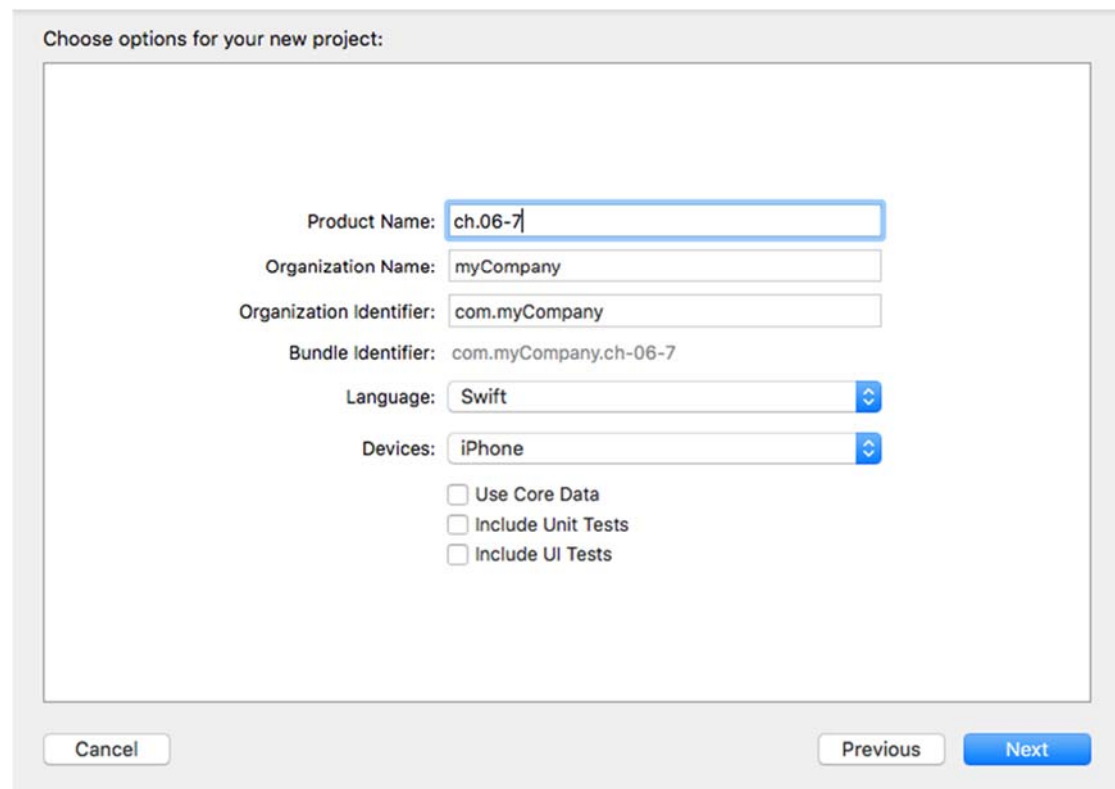 Choose options for your new project:
Product Name: ch.06-7
Organization Name: myCompany
Organization Identifier: com.myCompany
Bundle Identifier: com.myCompany.ch-06-7
Language: Swift
Devices: iPhone
Use Core Data
Include Unit Tests
Include UI Tests
Cancel Previous Next